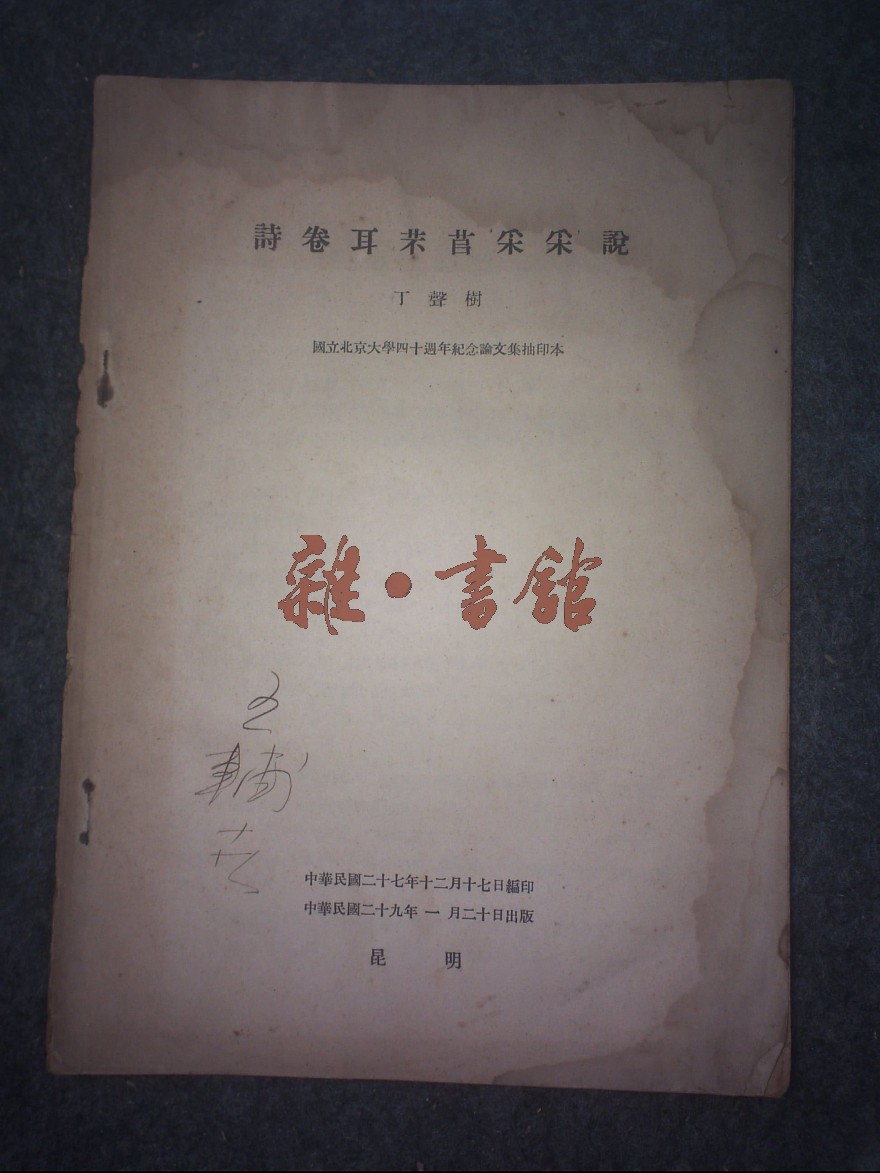 詩卷耳芣苢采采說
丁聲樹
國立北京大學四十週年紀念論文集抽印本
雜·書館
王
輔
世
中華民國二十七年十二月十七日編印
中華民國二十九年一月二十日出版
昆明